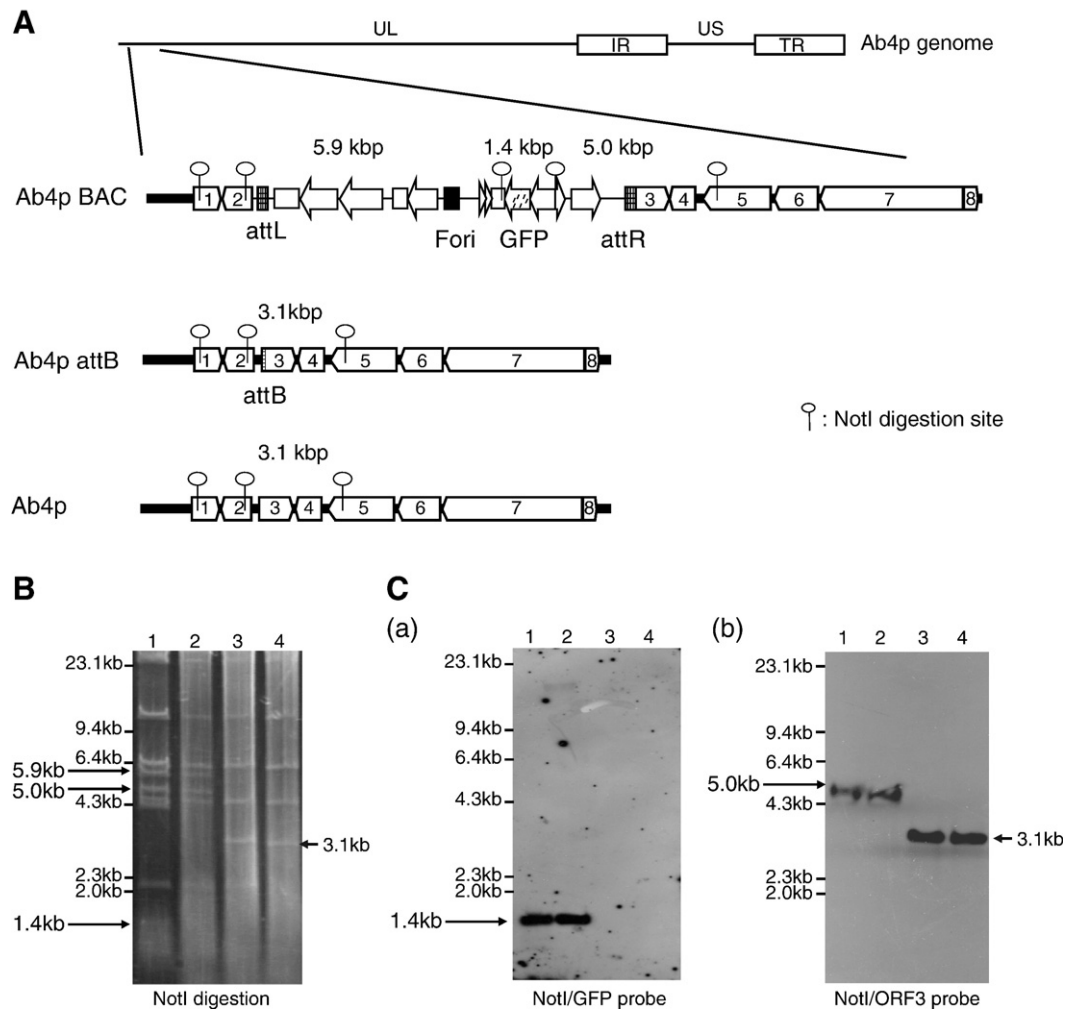 A
UL
US
IR
TR
Ab4p genome
5.9 kbp
1.4 kbp
5.0 kbp
Ab4p BAC
1 2 3 4 5 6 7 8
attL
Fori
GFP
attR
3.1kbp
Ab4p attB
1 2 3 4 5 6 7 8
attB
: NotI digestion site
3.1 kbp
Ab4p
1 2 3 4 5 6 7 8
B
1 2 3 4
23.1kb
9.4kb
6.4kb
5.9kb
5.0kb
4.3kb
3.1kb
2.3kb
2.0kb
1.4kb
NotI digestion
C
(a)
1 2 3 4
23.1kb
9.4kb
6.4kb
4.3kb
2.3kb
2.0kb
1.4kb
NotI/GFP probe
(b)
1 2 3 4
23.1kb
9.4kb
6.4kb
5.0kb
4.3kb
3.1kb
2.3kb
2.0kb
NotI/ORF3 probe